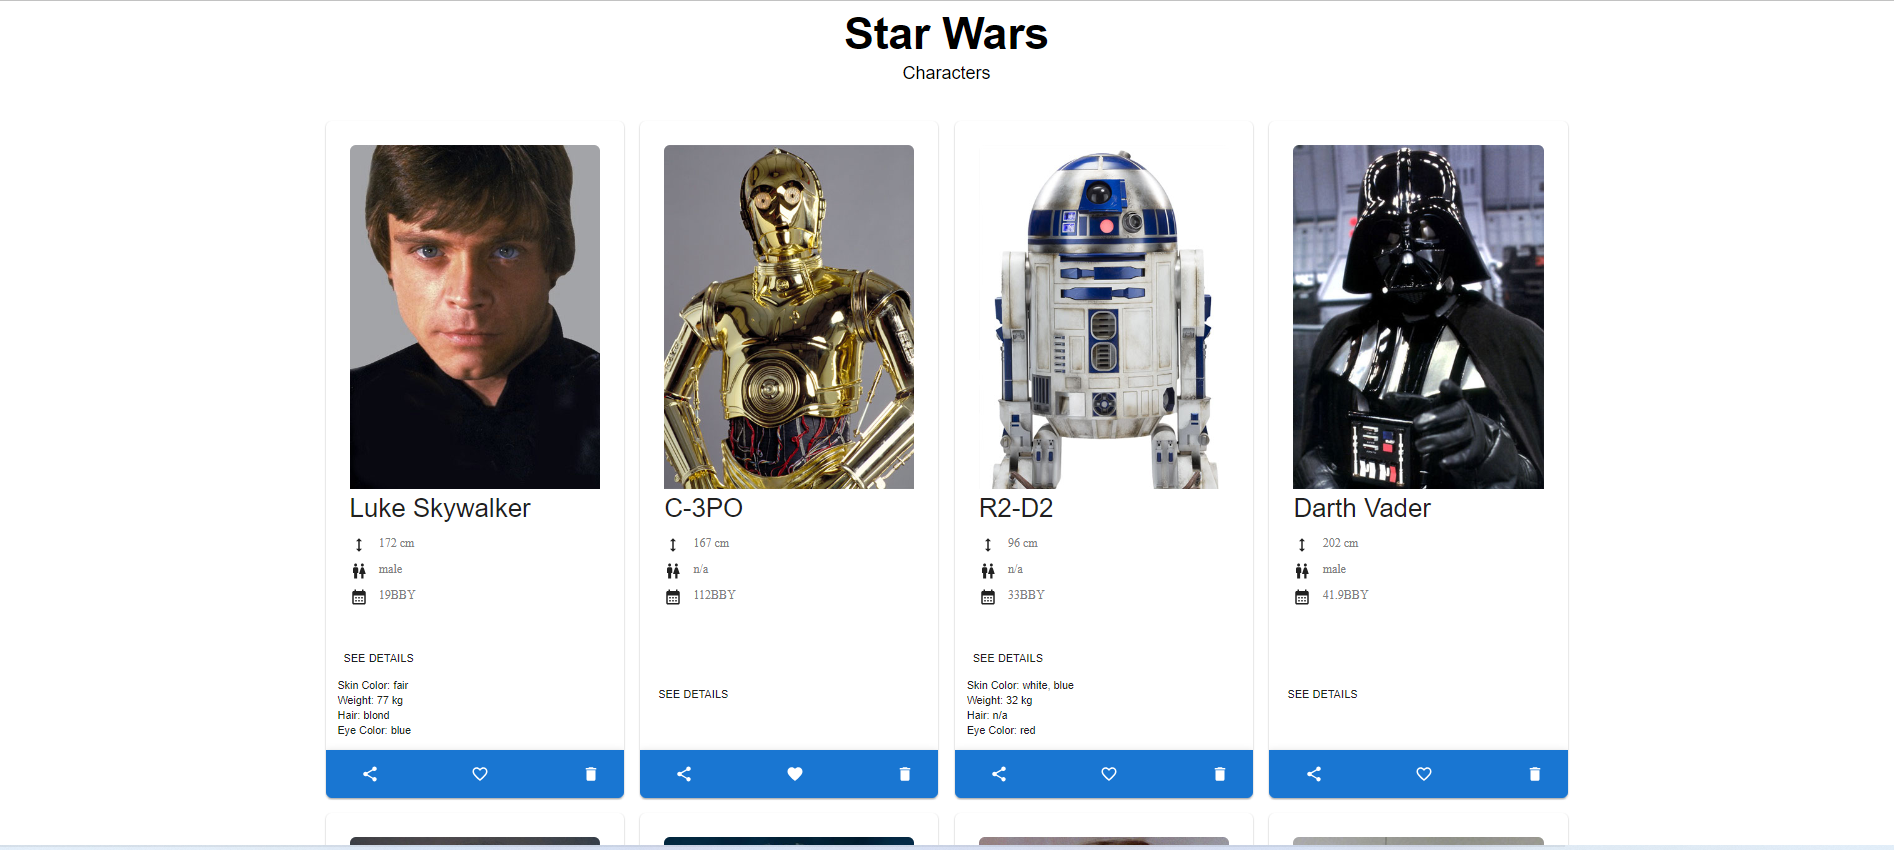 Star Wars
Characters
Luke Skywalker
172 cm
male
19BBY
SEE DETAILS
Skin Color: fair
Weight: 77 kg
Hair: blond
Eye Color: blue
C-3PO
167 cm
n/a
112BBY
SEE DETAILS
R2-D2
96 cm
n/a
33BBY
SEE DETAILS
Skin Color: white, blue
Weight: 32 kg
Hair: n/a
Eye Color: red
Darth Vader
202 cm
male
41.9BBY
SEE DETAILS